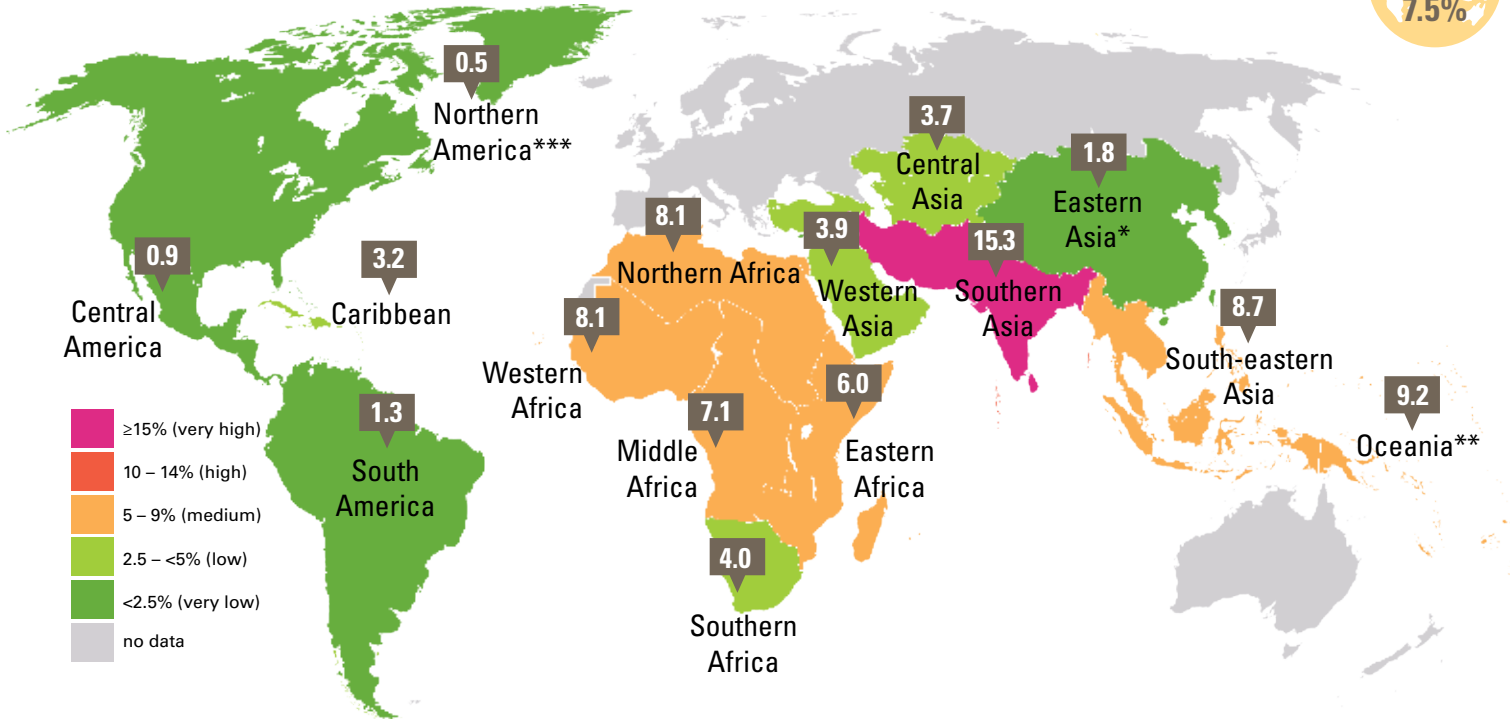 7.5%
0.5
Northern
America***
3.7
Central
Asia
1.8
Eastern
Asia*
8.1
Northern Africa
3.9
Western
Asia
15.3
Southern
Asia
0.9
Central
America
3.2
Caribbean
8.1
Western
Africa
8.7
South-eastern
Asia
6.0
Eastern
Africa
7.1
Middle
Africa
9.2
Oceania**
1.3
South
America
4.0
Southern
Africa
≥15% (very high)
10 – 14% (high)
5 – 9% (medium)
2.5 – <5% (low)
<2.5% (very low)
no data